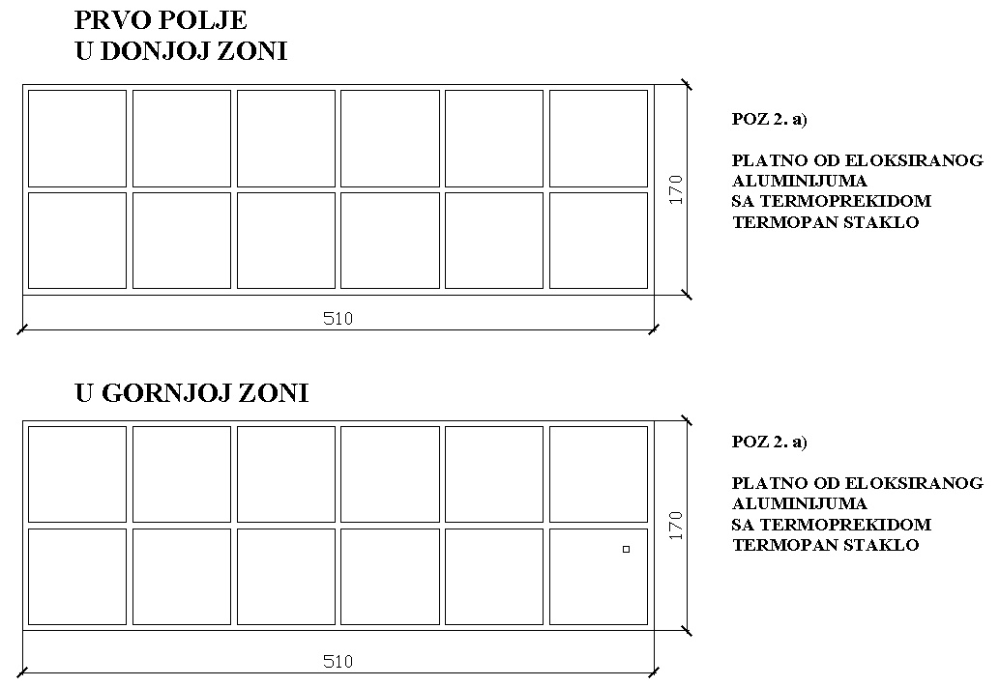 PRVO POLJE
U DONJOJ ZONI
POZ 2. a)
PLATNO OD ELOKSIRANOG
ALUMINIJUMA
SA TERMOPREKIDOM
TERMOPAN STAKLO
170
510
U GORNJOJ ZONI
POZ 2. a)
PLATNO OD ELOKSIRANOG
ALUMINIJUMA
SA TERMOPREKIDOM
TERMOPAN STAKLO
170
510